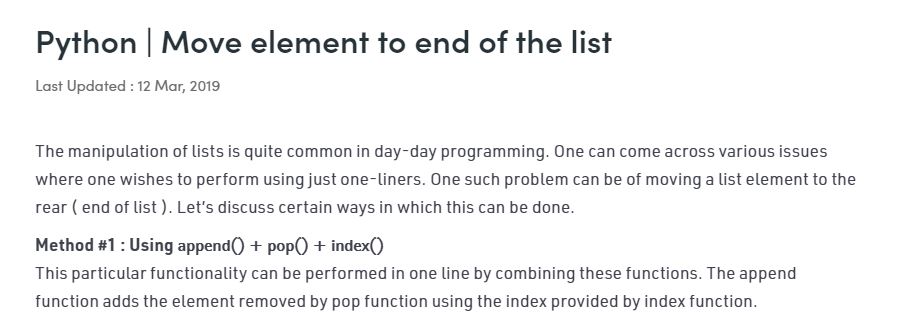 Python | Move element to end of the list
Last Updated : 12 Mar, 2019
The manipulation of lists is quite common in day-day programming. One can come across various issues
where one wishes to perform using just one-liners. One such problem can be of moving a list element to the
rear ( end of list ). Let's discuss certain ways in which this can be done.
Method #1 : Using append() + pop() + index()
This particular functionality can be performed in one line by combining these functions. The append
function adds the element removed by pop function using the index provided by index function.